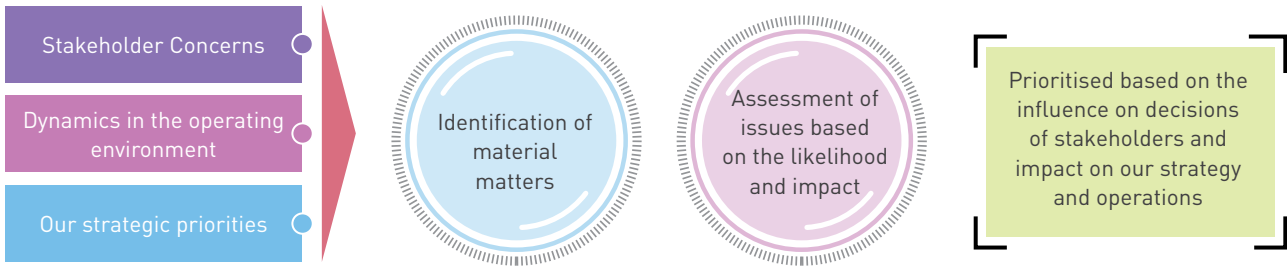 Stakeholder Concerns
Dynamics in the operating
environment
Our strategic priorities
Identification of
material
matters
Assessment of
issues based
on the likelihood
and impact
Prioritised based on the
influence on decisions
of stakeholders and
impact on our strategy
and operations